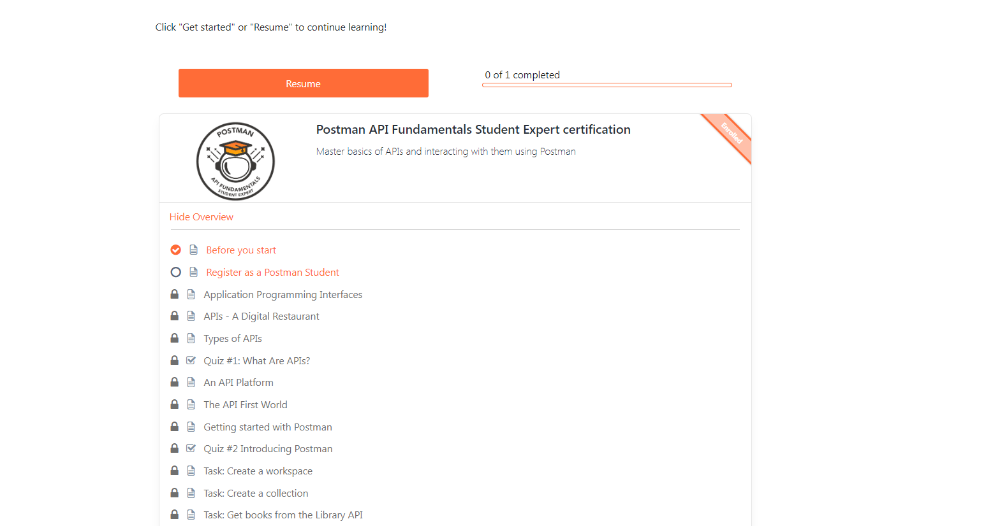 Click "Get started" or "Resume" to continue learning!
Resume
0 of 1 completed
POSTMAN
API FUNDAMENTALS
STUDENT EXPERT
Postman API Fundamentals Student Expert certification
Master basics of APIs and interacting with them using Postman
Enrolled
Hide Overview
Before you start
Register as a Postman Student
Application Programming Interfaces
APIs - A Digital Restaurant
Types of APIs
Quiz #1: What Are APIs?
An API Platform
The API First World
Getting started with Postman
Quiz #2 Introducing Postman
Task: Create a workspace
Task: Create a collection
Task: Get books from the Library API